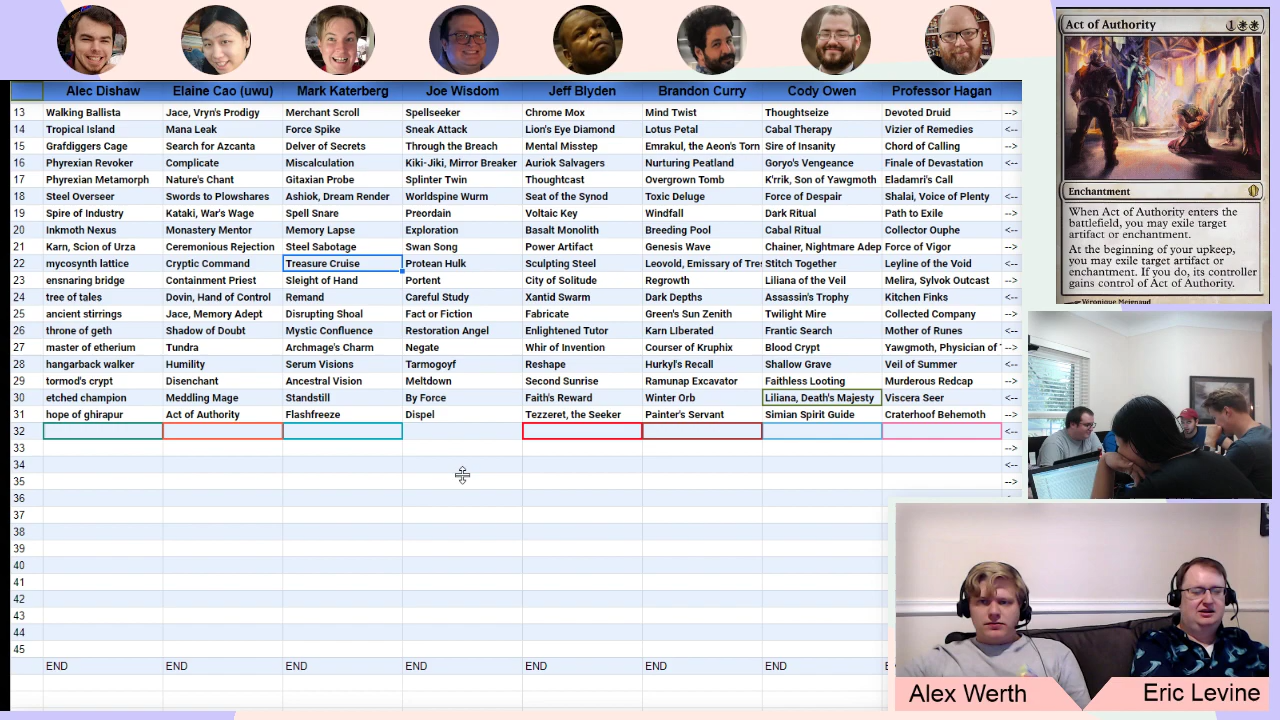 Alec Dishaw Elaine Cao (uwu) Mark Katerberg Joe Wisdom Jeff Blyden Brandon Curry Cody Owen Professor Hagan
13 Walking Ballista Jace, Vryn's Prodigy Merchant Scroll Spellseeker Chrome Mox Mind Twist Thoughtseize Devoted Druid -->
14 Tropical Island Mana Leak Force Spike Sneak Attack Lion's Eye Diamond Lotus Petal Cabal Therapy Vizier of Remedies <--
15 Grafdiggers Cage Search for Azcanta Delver of Secrets Through the Breach Mental Misstep Emrakul, the Aeon's Torn Sire of Insanity Chord of Calling -->
16 Phyrexian Revoker Complicate Miscalculation Kiki-Jiki, Mirror Breaker Auriok Salvagers Nurturing Peatland Goryo's Vengeance Finale of Devastation <--
17 Phyrexian Metamorph Nature's Chant Gitaxian Probe Splinter Twin Thoughtcast Overgrown Tomb K'rrik, Son of Yawgmoth Eladamri's Call
18 Steel Overseer Swords to Plowshares Ashiok, Dream Render Worldspine Wurm Seat of the Synod Toxic Deluge Force of Despair Shalai, Voice of Plenty <--
19 Spire of Industry Kataki, War's Wage Spell Snare Preordain Voltaic Key Windfall Dark Ritual Path to Exile -->
20 Inkmoth Nexus Monastery Mentor Memory Lapse Exploration Basalt Monolith Breeding Pool Cabal Ritual Collector Ouphe <--
21 Karn, Scion of Urza Ceremonious Rejection Steel Sabotage Swan Song Power Artifact Genesis Wave Chainer, Nightmare Adep Force of Vigor -->
22 mycosynth lattice Cryptic Command Treasure Cruise Protean Hulk Sculpting Steel Leovold, Emissary of Tres Stitch Together Leyline of the Void <--
23 ensnaring bridge Containment Priest Sleight of Hand Portent City of Solitude Regrowth Liliana of the Veil Melira, Sylvok Outcast -->
24 tree of tales Dovin, Hand of Control Remand Careful Study Xantid Swarm Dark Depths Assassin's Trophy Kitchen Finks <--
25 ancient stirrings Jace, Memory Adept Disrupting Shoal Fact or Fiction Fabricate Green's Sun Zenith Twilight Mire Collected Company -->
26 throne of geth Shadow of Doubt Mystic Confluence Restoration Angel Enlightened Tutor Karn LIberated Frantic Search Mother of Runes <--
27 master of etherium Tundra Archmage's Charm Negate Whir of Invention Courser of Kruphix Blood Crypt Yawgmoth, Physician of -->
28 hangarback walker Humility Serum Visions Tarmogoyf Reshape Hurkyl's Recall Shallow Grave Veil of Summer <--
29 tormod's crypt Disenchant Ancestral Vision Meltdown Second Sunrise Ramunap Excavator Faithless Looting Murderous Redcap -->
30 etched champion Meddling Mage Standstill By Force Faith's Reward Winter Orb Liliana, Death's Majesty Viscera Seer <--
31 hope of ghirapur Act of Authority Flashfreeze Dispel Tezzeret, the Seeker Painter's Servant Simian Spirit Guide Craterhoof Behemoth -->
32 <--
33 -->
34 <--
35 -->
36
37
38
39
40
41
42
43
44
45
END END END END END END END
Act of Authority 1
Enchantment
When Act of Authority enters the
battlefield, you may exile target
artifact or enchantment.
At the beginning of your upkeep,
you may exile target artifact or
enchantment. If you do, its controller
gains control of Act of Authority.
Alex Werth Eric Levine